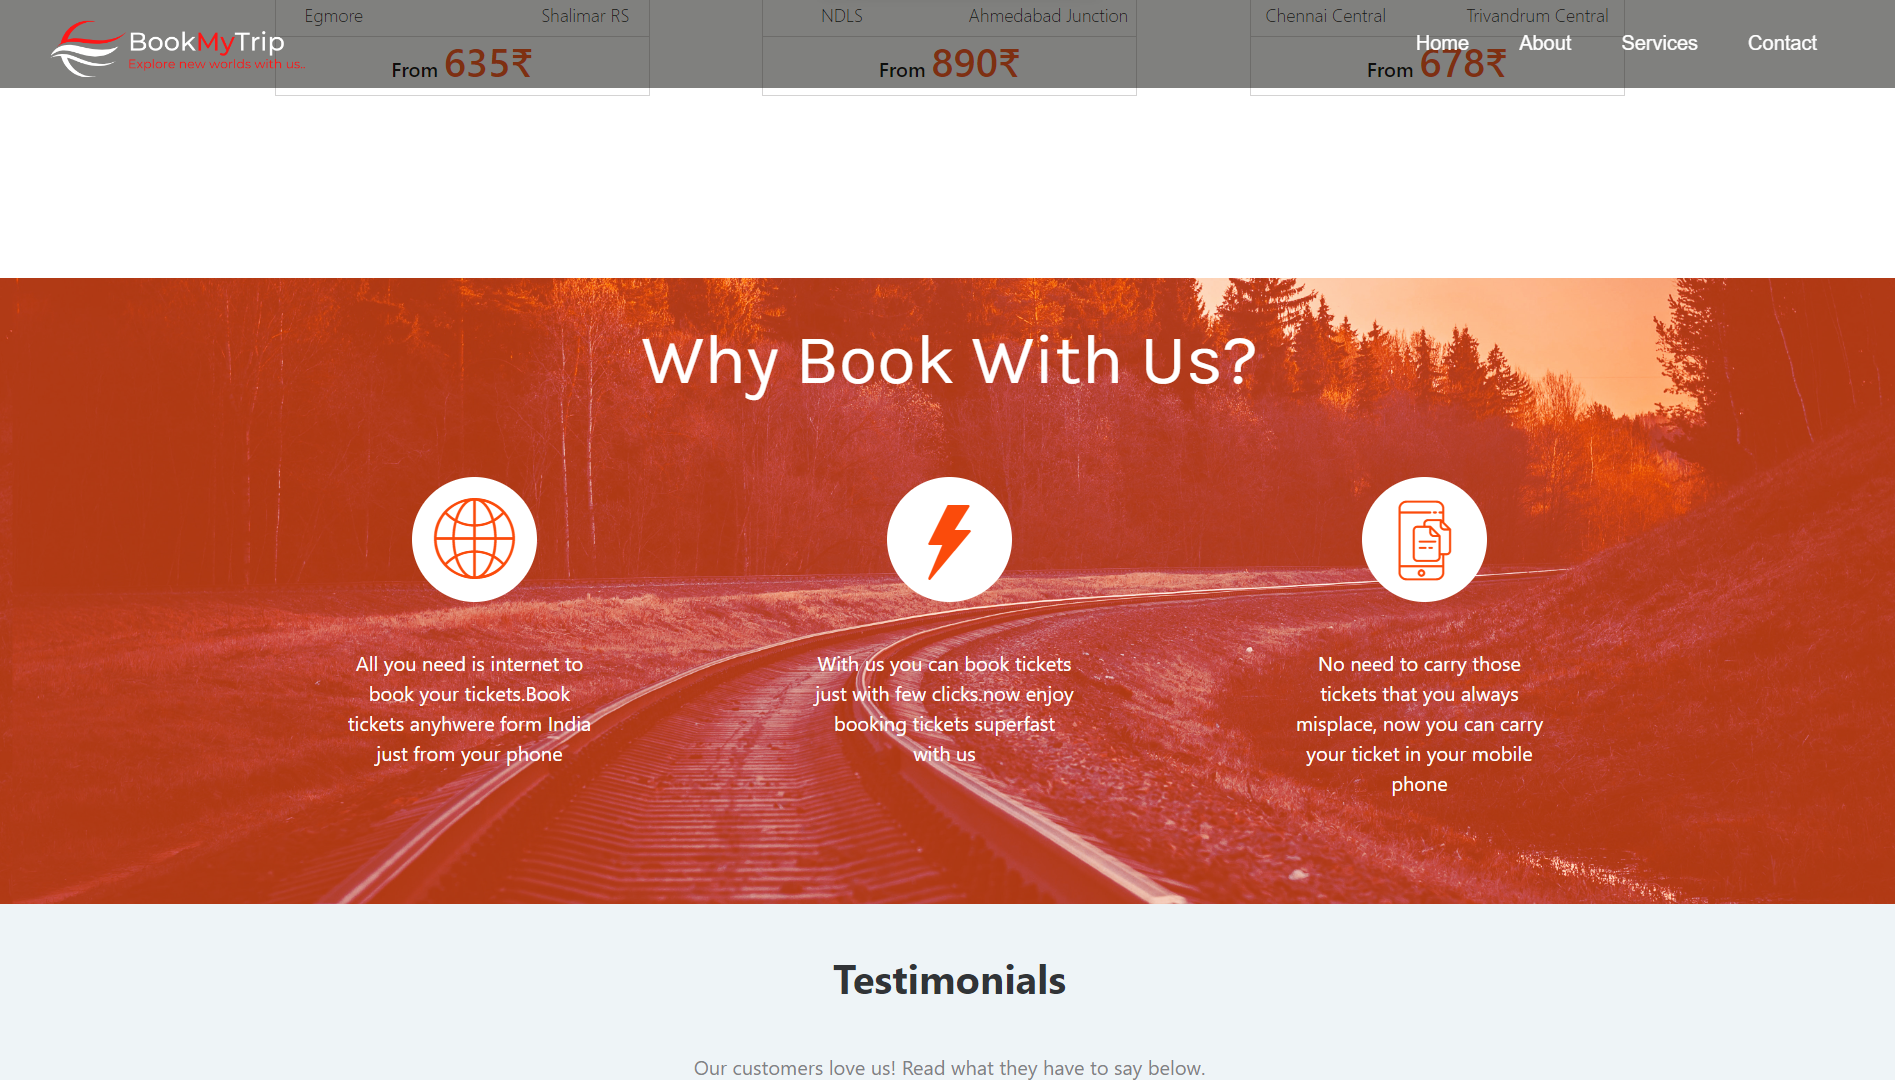 Egmore Shalimar RS NDLS Ahmedabad Junction Chennai Central Trivandrum Central
BookMyTrip Home About Services Contact
Explore new worlds with us..
From 635₹ From 890₹ From 678₹
Why Book With Us?
All you need is internet to
book your tickets.Book
tickets anyhwere form India
just from your phone
With us you can book tickets
just with few clicks.now enjoy
booking tickets superfast
with us
No need to carry those
tickets that you always
misplace, now you can carry
your ticket in your mobile
phone
Testimonials
Our customers love us! Read what they have to say below.